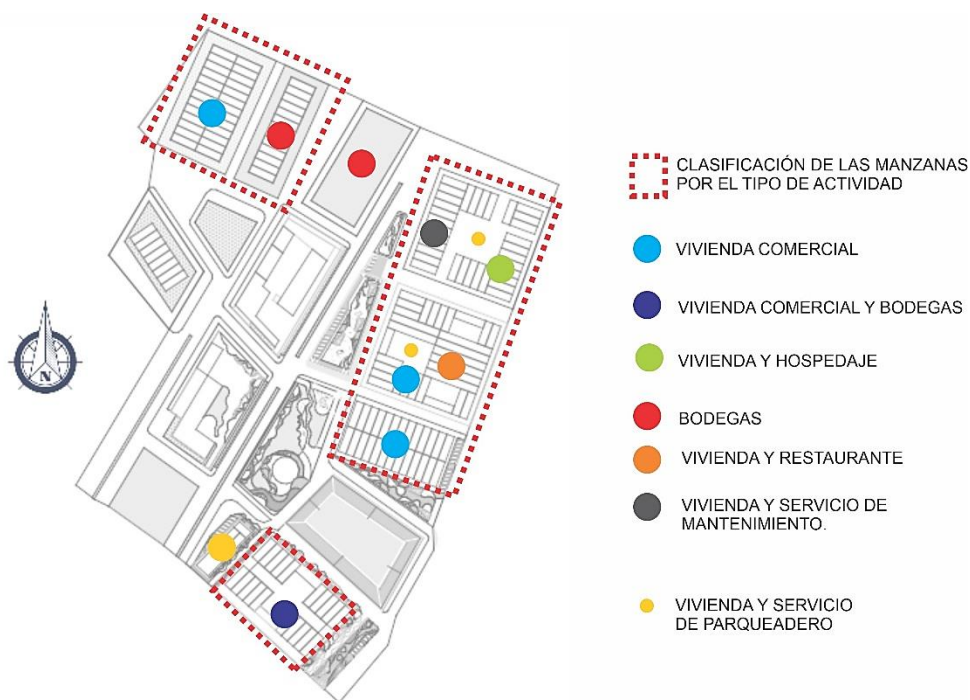 CLASIFICACIÓN DE LAS MANZANAS
POR EL TIPO DE ACTIVIDAD
VIVIENDA COMERCIAL
VIVIENDA COMERCIAL Y BODEGAS
VIVIENDA Y HOSPEDAJE
BODEGAS
VIVIENDA Y RESTAURANTE
VIVIENDA Y SERVICIO DE
MANTENIMIENTO.
VIVIENDA Y SERVICIO
DE PARQUEADERO
N